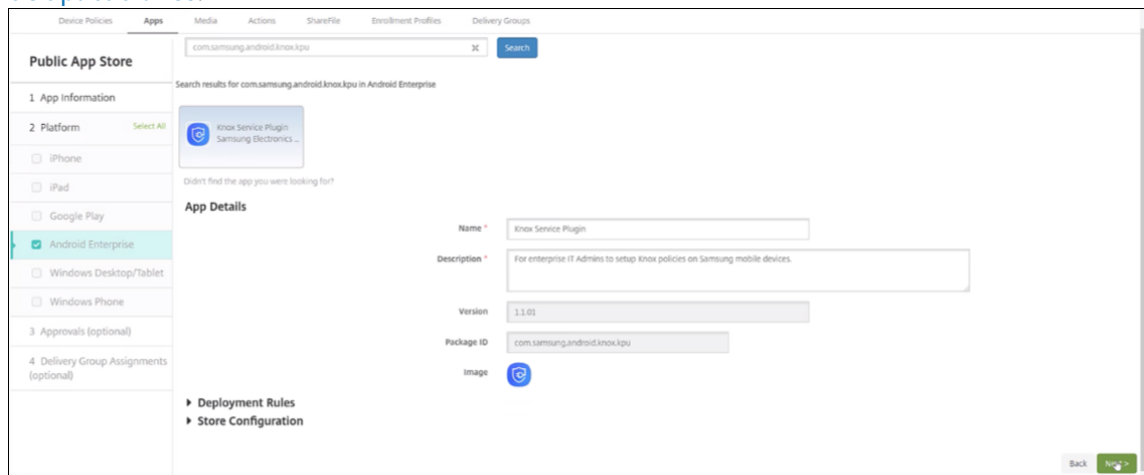 Device Policies Apps Media Actions ShareFile Enrollment Profiles Delivery Groups
Public App Store
1 App Information
2 Platform Select All
iPhone
iPad
Google Play
Android Enterprise
Windows Desktop/Tablet
Windows Phone
3 Approvals (optional)
4 Delivery Group Assignments
(optional)
com.samsung.android.knox.kpu Search
Search results for com.samsung.android.knox.kpu in Android Enterprise
Knox Service Plugin
Samsung Electronics ...
Didn't find the app you were looking for?
App Details
Name * Knox Service Plugin
Description * For enterprise IT Admins to setup Knox policies on Samsung mobile devices.
Version 1.1.01
Package ID com.samsung.android.knox.kpu
Image
Deployment Rules
Store Configuration
Back Next >